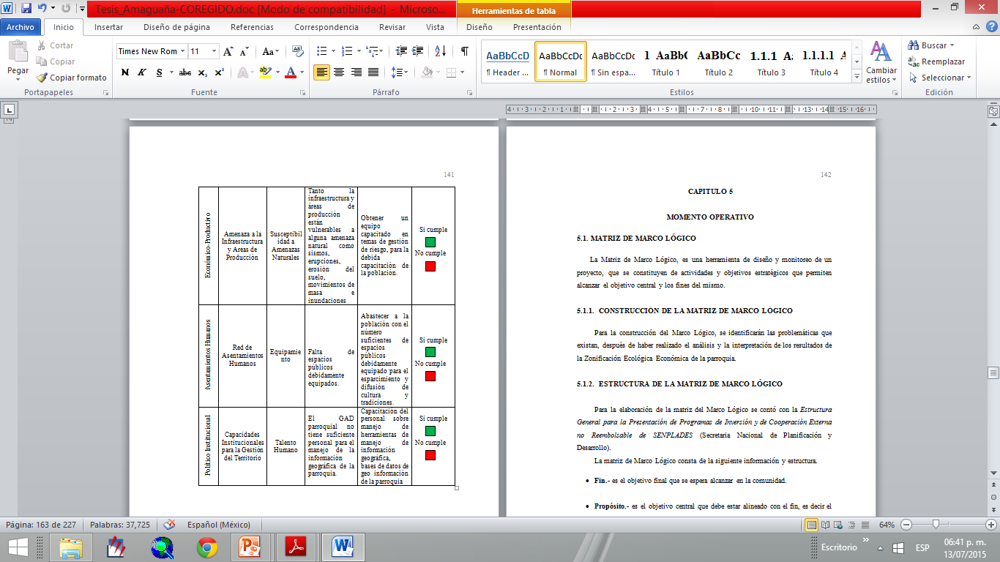 Tesis_Amaguaña-COREGIDO.doc [Modo de compatibilidad] - Microso...
Herramientas de tabla
Archivo Inicio Insertar Diseño de página Referencias Correspondencia Revisar Vista Diseño Presentación
Pegar
Cortar
Copiar
Copiar formato
Portapapeles
Times New Rom 11
N K S abc x₂ x² A ab A
Fuente
Párrafo
AaBbCcD AaBbCcDc AaBbCcDc 1 AaBbC AaBbCc 1.1.1 Aa 1.1.1.1 A
¶ Header ... ¶ Normal ¶ Sin espa... Título 1 Título 2 Título 3 Título 4
Cambiar
estilos
Estilos
Buscar
Reemplazar
Seleccionar
Edición
141
Económico-Productivo
Amenaza a la
Infraestructura
y Áreas de
Producción
Susceptibil
idad a
Amenazas
Naturales
Tanto la
infraestructura y
áreas de
producción
están
vulnerables a
alguna amenaza
natural como
sismos,
erupciones,
erosión del
suelo,
movimientos de
masa e
inundaciones
Obtener un
equipo
capacitado en
temas de gestión
de riesgo, para la
debida
capacitación de
la población.
Si cumple
No cumple
Asentamientos Humanos
Red de
Asentamientos
Humanos
Equipamie
nto
Falta de
espacios
públicos
debidamente
equipados.
Abastecer a la
población con el
número
suficientes de
espacios
públicos
debidamente
equipado para el
esparcimiento y
difusión de
cultura y
tradiciones.
Si cumple
No cumple
Político Institucional
Capacidades
Institucionales
para la Gestión
del Territorio
Talento
Humano
El GAD
parroquial no
tiene suficiente
personal para el
manejo de la
información
geográfica de la
parroquia.
Capacitación del
personal sobre
manejo de
herramientas de
manejo de
información
geográfica,
bases de datos de
geo información
de la parroquia
Si cumple
No cumple
142
CAPITULO 5
MOMENTO OPERATIVO
5.1. MATRIZ DE MARCO LÓGICO
La Matriz de Marco Lógico, es una herramienta de diseño y monitoreo de un
proyecto, que se constituyen de actividades y objetivos estratégicos que permiten
alcanzar el objetivo central y los fines del mismo.
5.1.1. CONSTRUCCIÓN DE LA MATRIZ DE MARCO LÓGICO
Para la construcción del Marco Lógico, se identificarán las problemáticas que
existan, después de haber realizado el análisis y la interpretación de los resultados de
la Zonificación Ecológica Económica de la parroquia.
5.1.2. ESTRUCTURA DE LA MATRIZ DE MARCO LÓGICO
Para la elaboración de la matriz del Marco Lógico se contó con la Estructura
General para la Presentación de Programas de Inversión y de Cooperación Externa
no Reembolsable de SENPLADES (Secretaria Nacional de Planificación y
Desarrollo).
La matriz de Marco Lógico consta de la siguiente información y estructura.
• Fin.- es el objetivo final que se espera alcanzar en la comunidad.
• Propósito.- es el objetivo central que debe estar alineado con el fin, es decir el
Página: 163 de 227 Palabras: 37,725 Español (México) 64%
Escritorio ESP 06:41 p. m.
13/07/2015